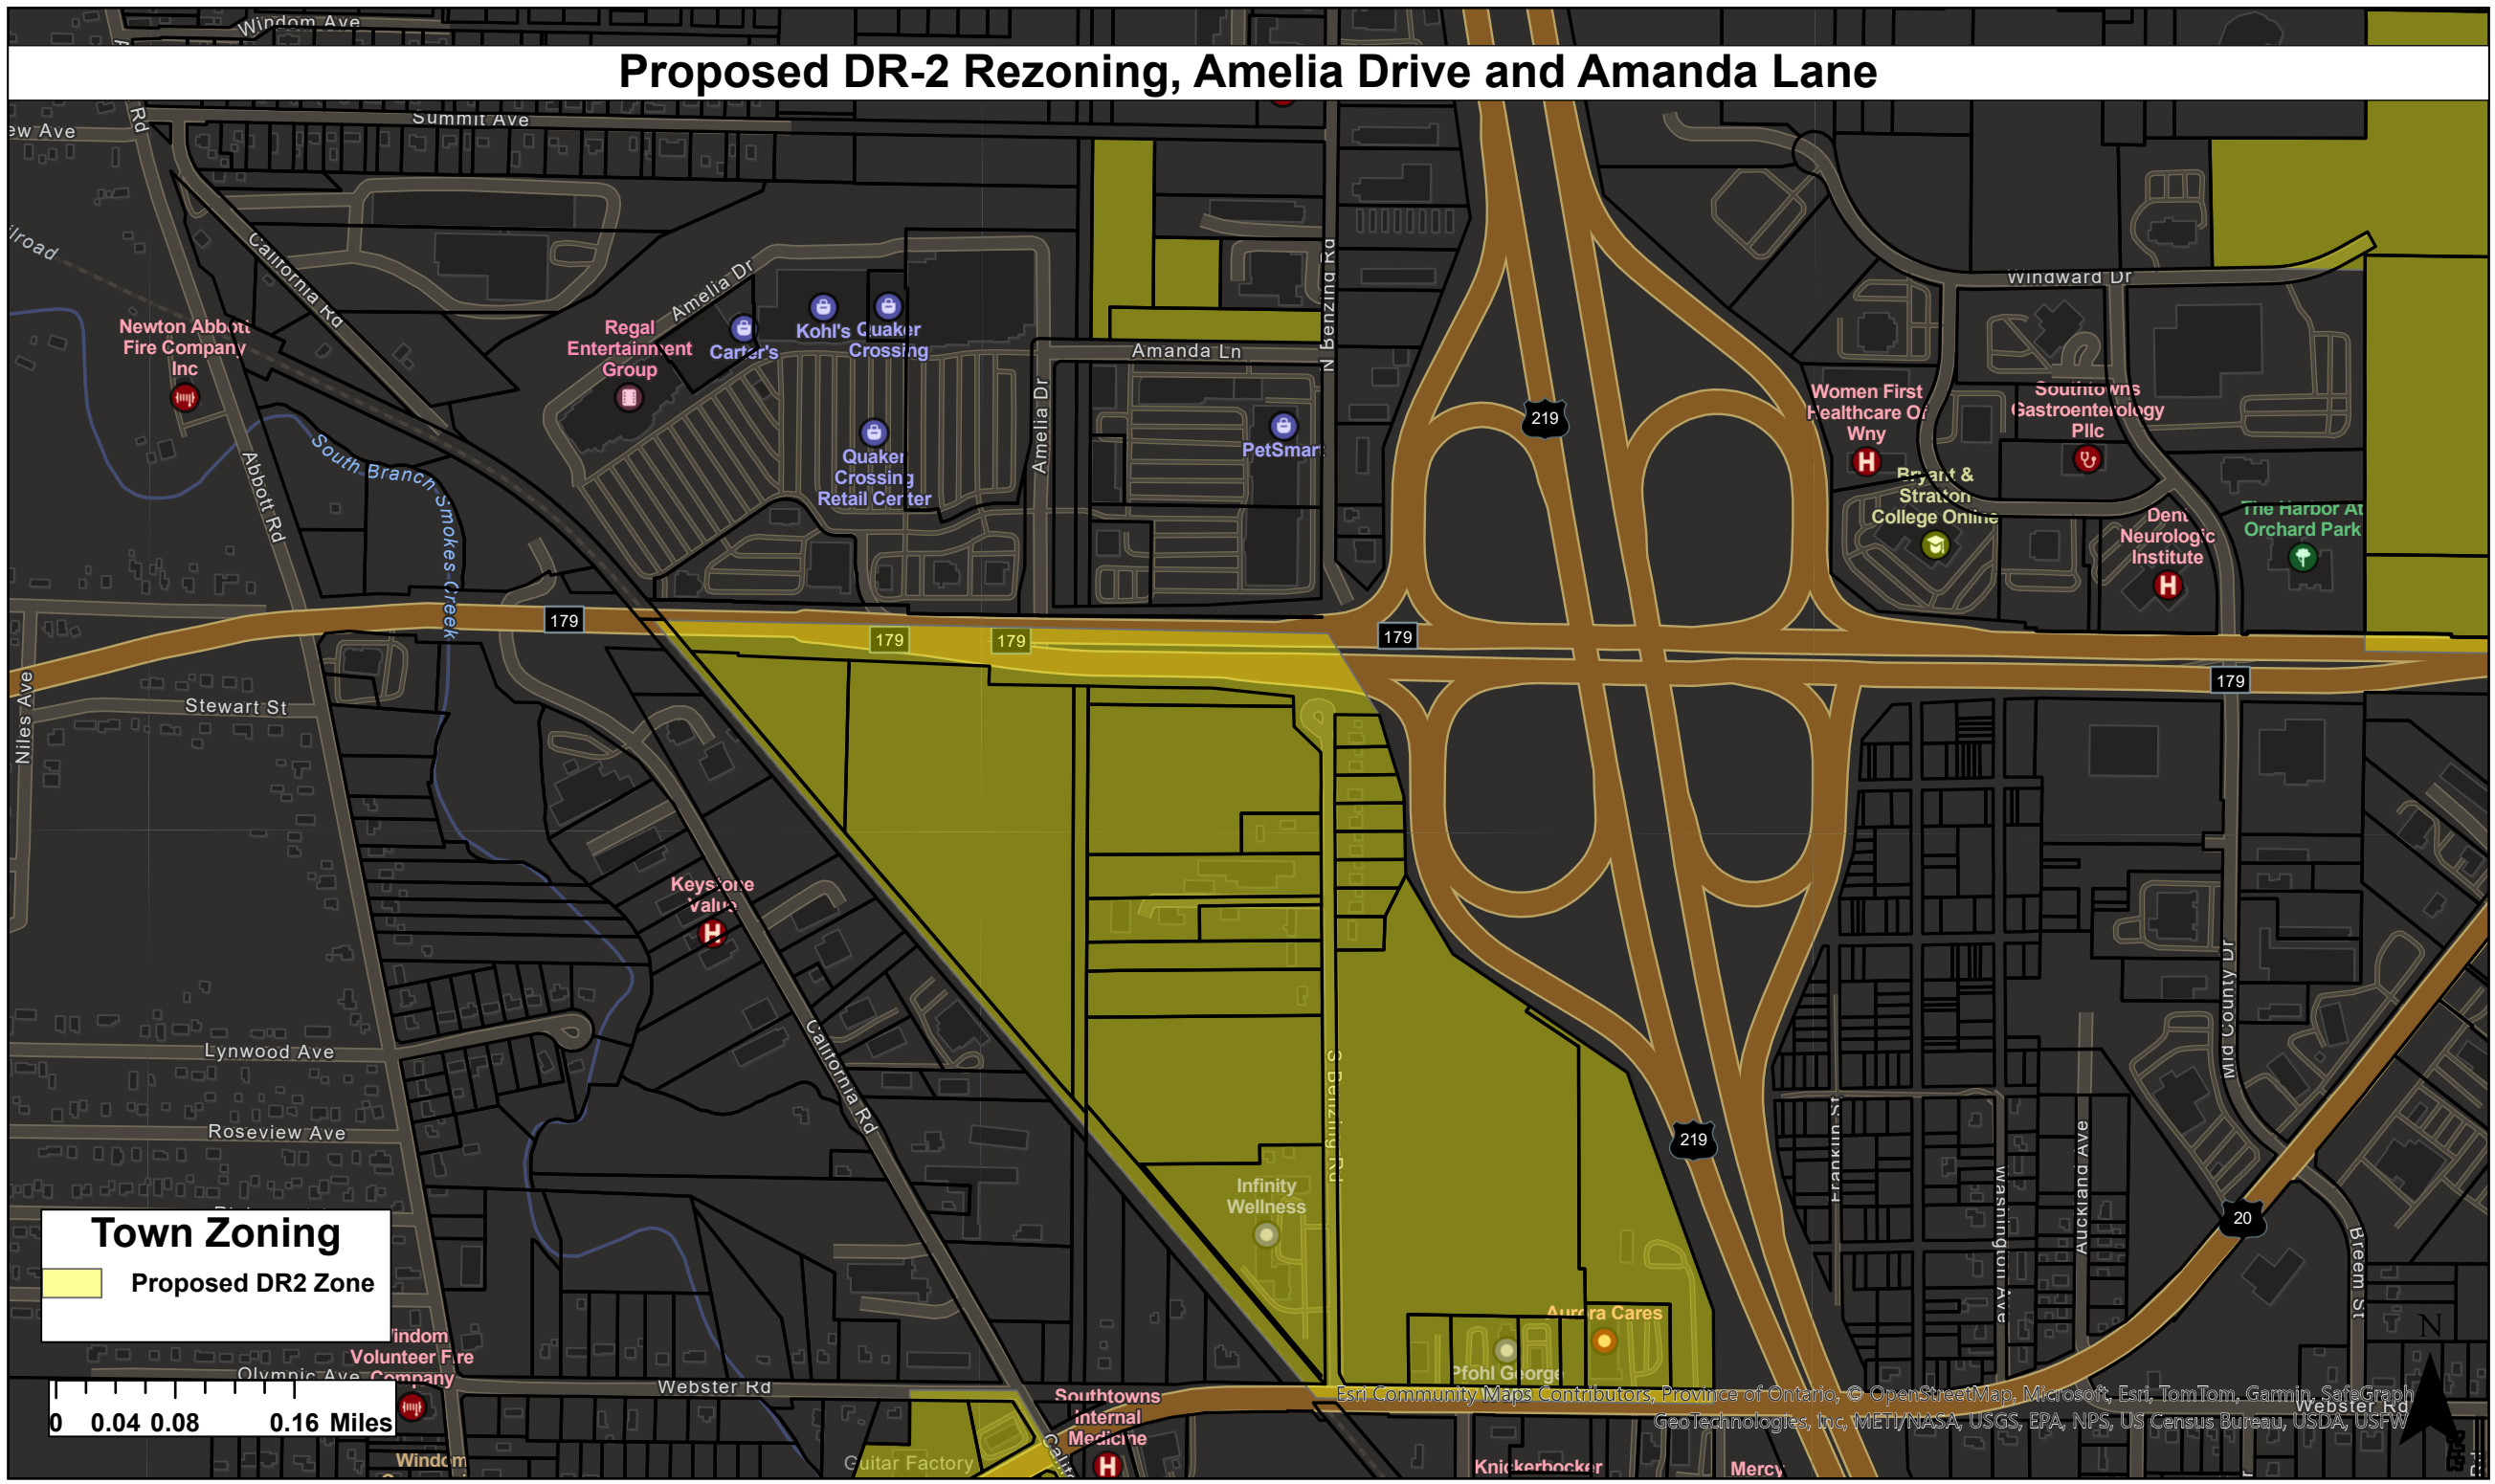 Windom Ave
Proposed DR-2 Rezoning, Amelia Drive and Amanda Lane
Rd
ew Ave
Summit Ave
ilroad
California Rd
Amelia Dr
Windward Dr
N Benzing Rd
Newton Abbott
Fire Company
Inc
Regal
Entertainment
Group
Carter's
Kohl's
Quaker
Crossing
Amanda Ln
Amelia Dr
219
Women First
Healthcare Of
Wny
Southtowns
Gastroenterology
Pllc
Quaker
Crossing
Retail Center
PetSmart
South Branch Smokes Creek
Abbott Rd
Bryant &
Stratton
College Online
Dent
Neurologic
Institute
The Harbor At
Orchard Park
179
179
179
179
179
Niles Ave
Stewart St
Keystone
Value
California Rd
Mid County Dr
Lynwood Ave
S Benzing Rd
Roseview Ave
219
Franklin St
Washington Ave
Auckland Ave
Brem St
20
Infinity
Wellness
Town Zoning
Proposed DR2 Zone
Aurora Cares
Pfohl George
N
Windom
Volunteer Fire
Company
Olympic Ave
Webster Rd
0 0.04 0.08 0.16 Miles
Southtowns
Internal
Medicine
Esri Community Maps Contributors, Province of Ontario, © OpenStreetMap, Microsoft, Esri, TomTom, Garmin, SafeGraph,
GeoTechnologies, Inc, METI/NASA, USGS, EPA, NPS, US Census Bureau, USDA, USFW
Webster Rd
Windom
Guitar Factory
Califo
Knickerbocker
Mercy